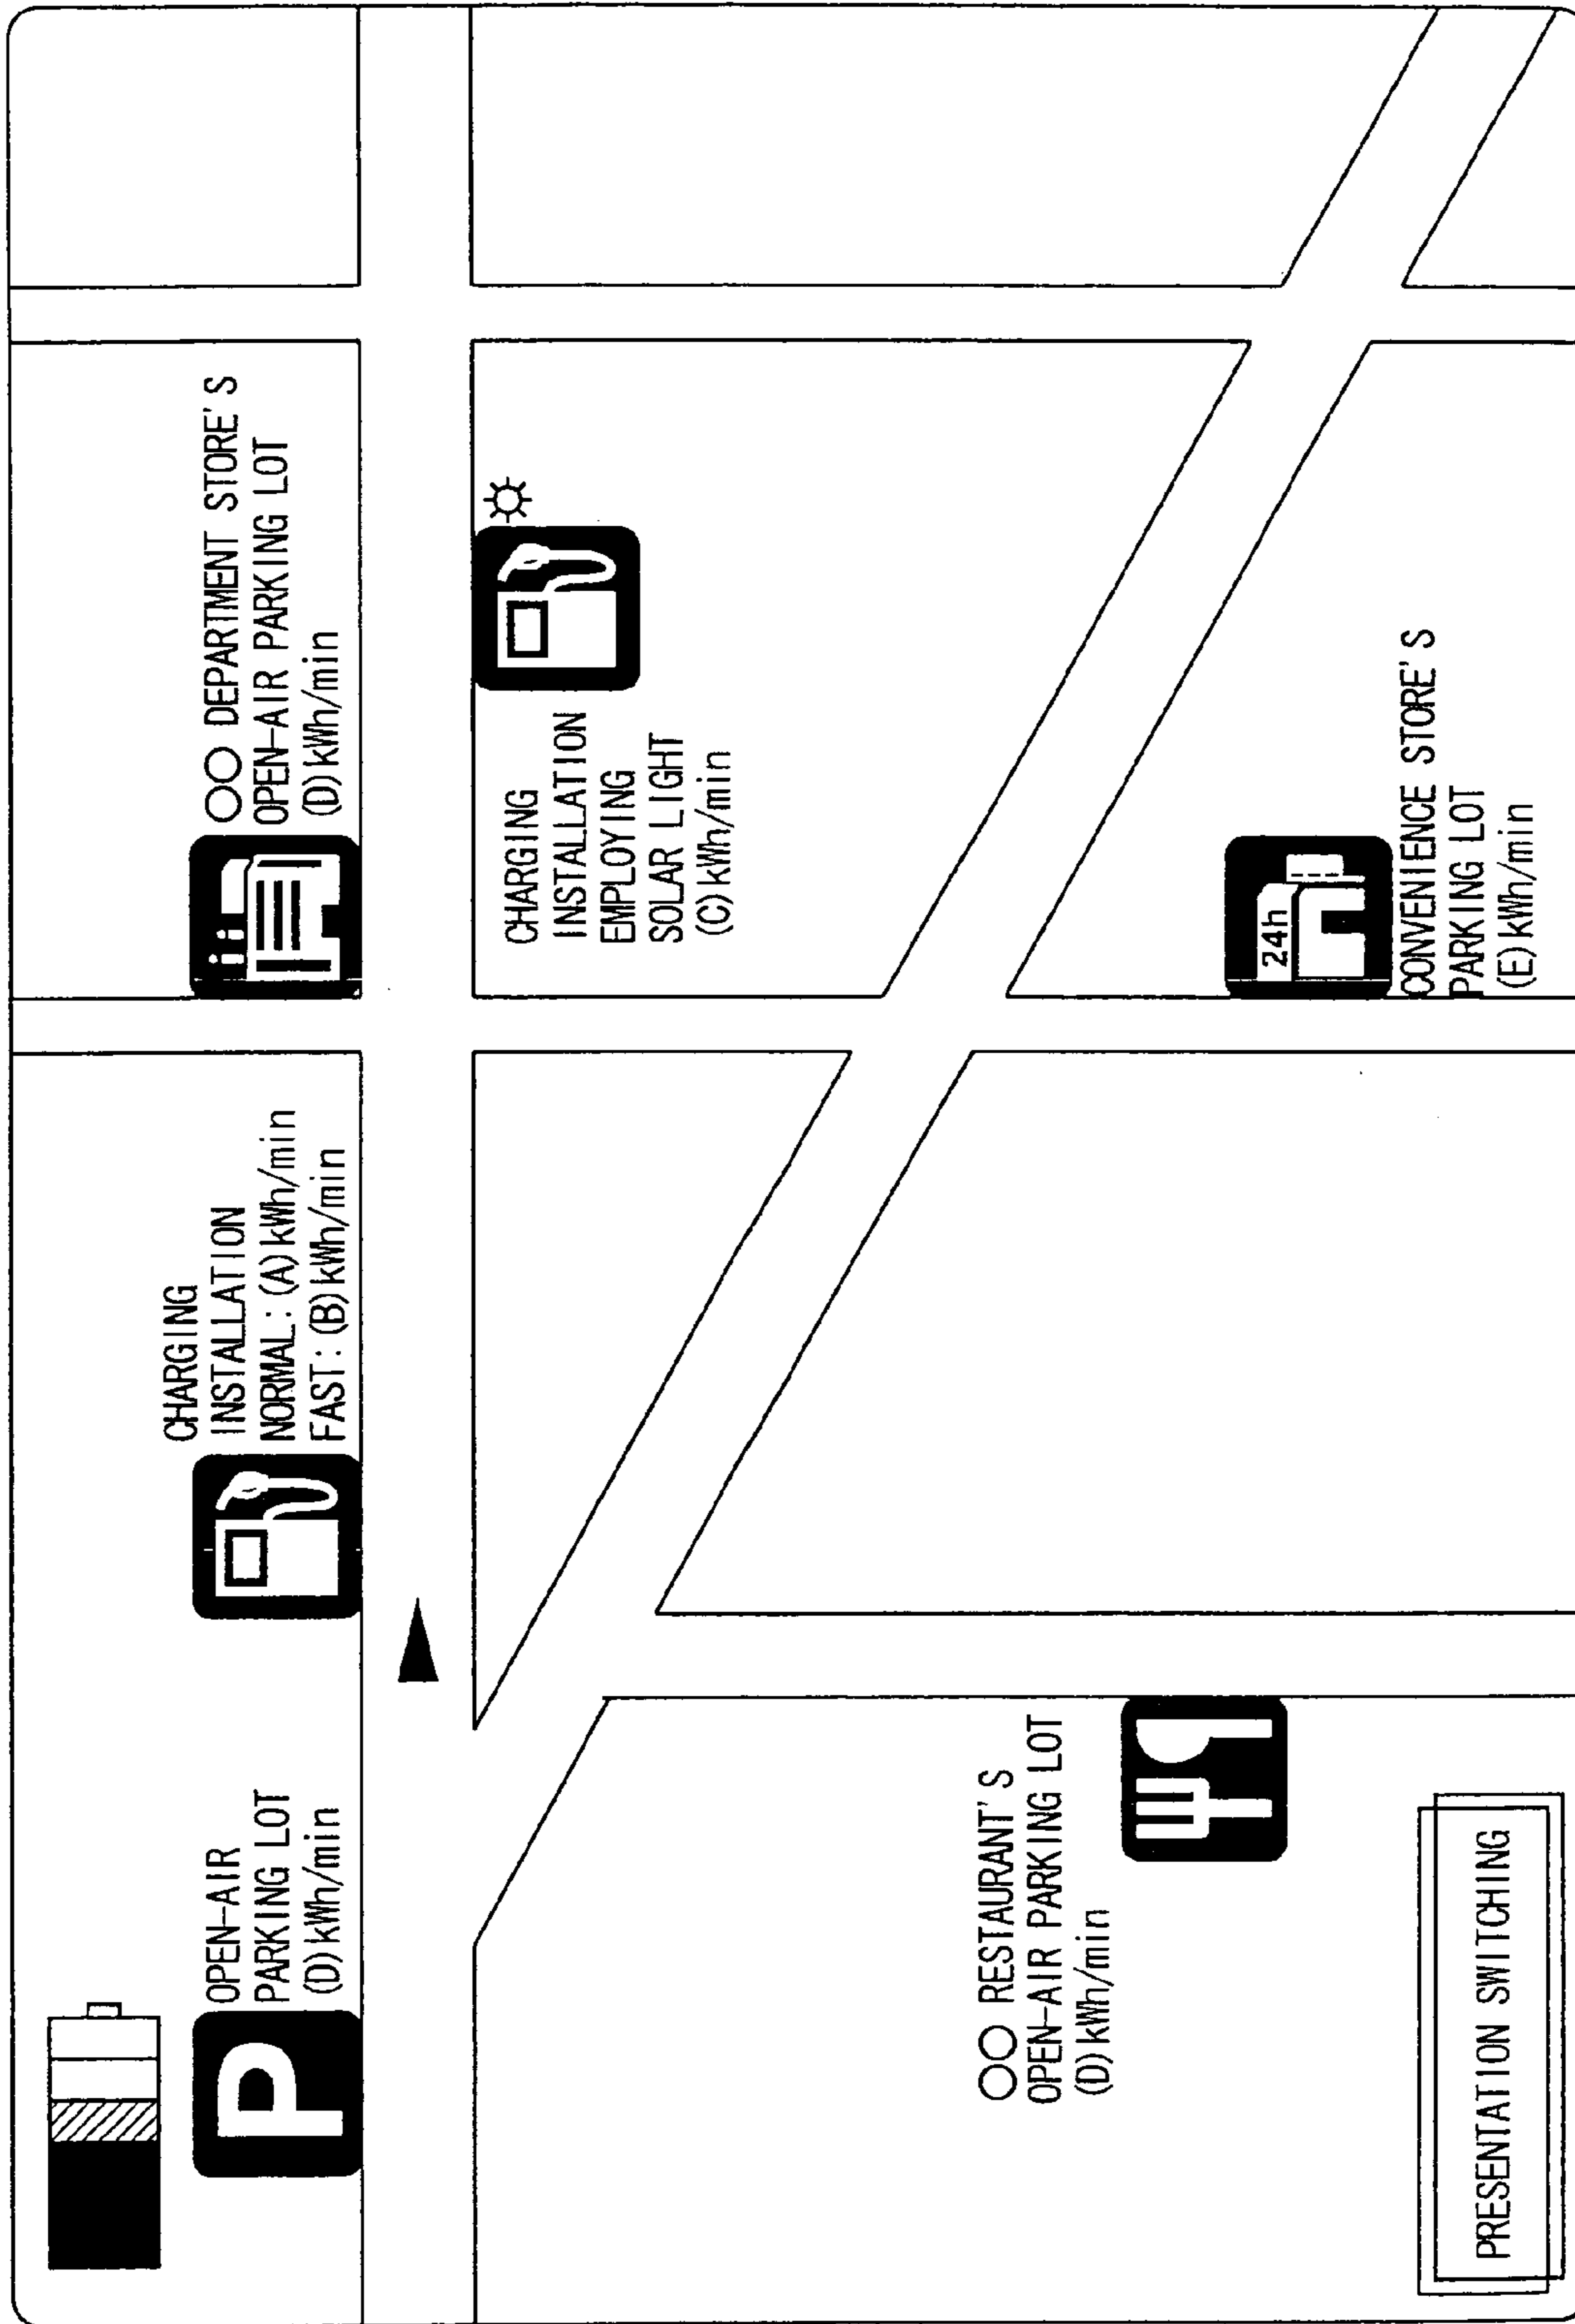 OPEN-AIR
PARKING LOT
(D)kWh/min
P
CHARGING
INSTALLATION
NORMAL:(A)kWh/min
FAST:(B)kWh/min
○○ DEPARTMENT STORE'S
OPEN-AIR PARKING LOT
(D)kWh/min
CHARGING
INSTALLATION
EMPLOYING
SOLAR LIGHT
(C)kWh/min
○○ RESTAURANT'S
OPEN-AIR PARKING LOT
(D)kWh/min
24h
CONVENIENCE STORE'S
PARKING LOT
(E)kWh/min
PRESENTATION SWITCHING